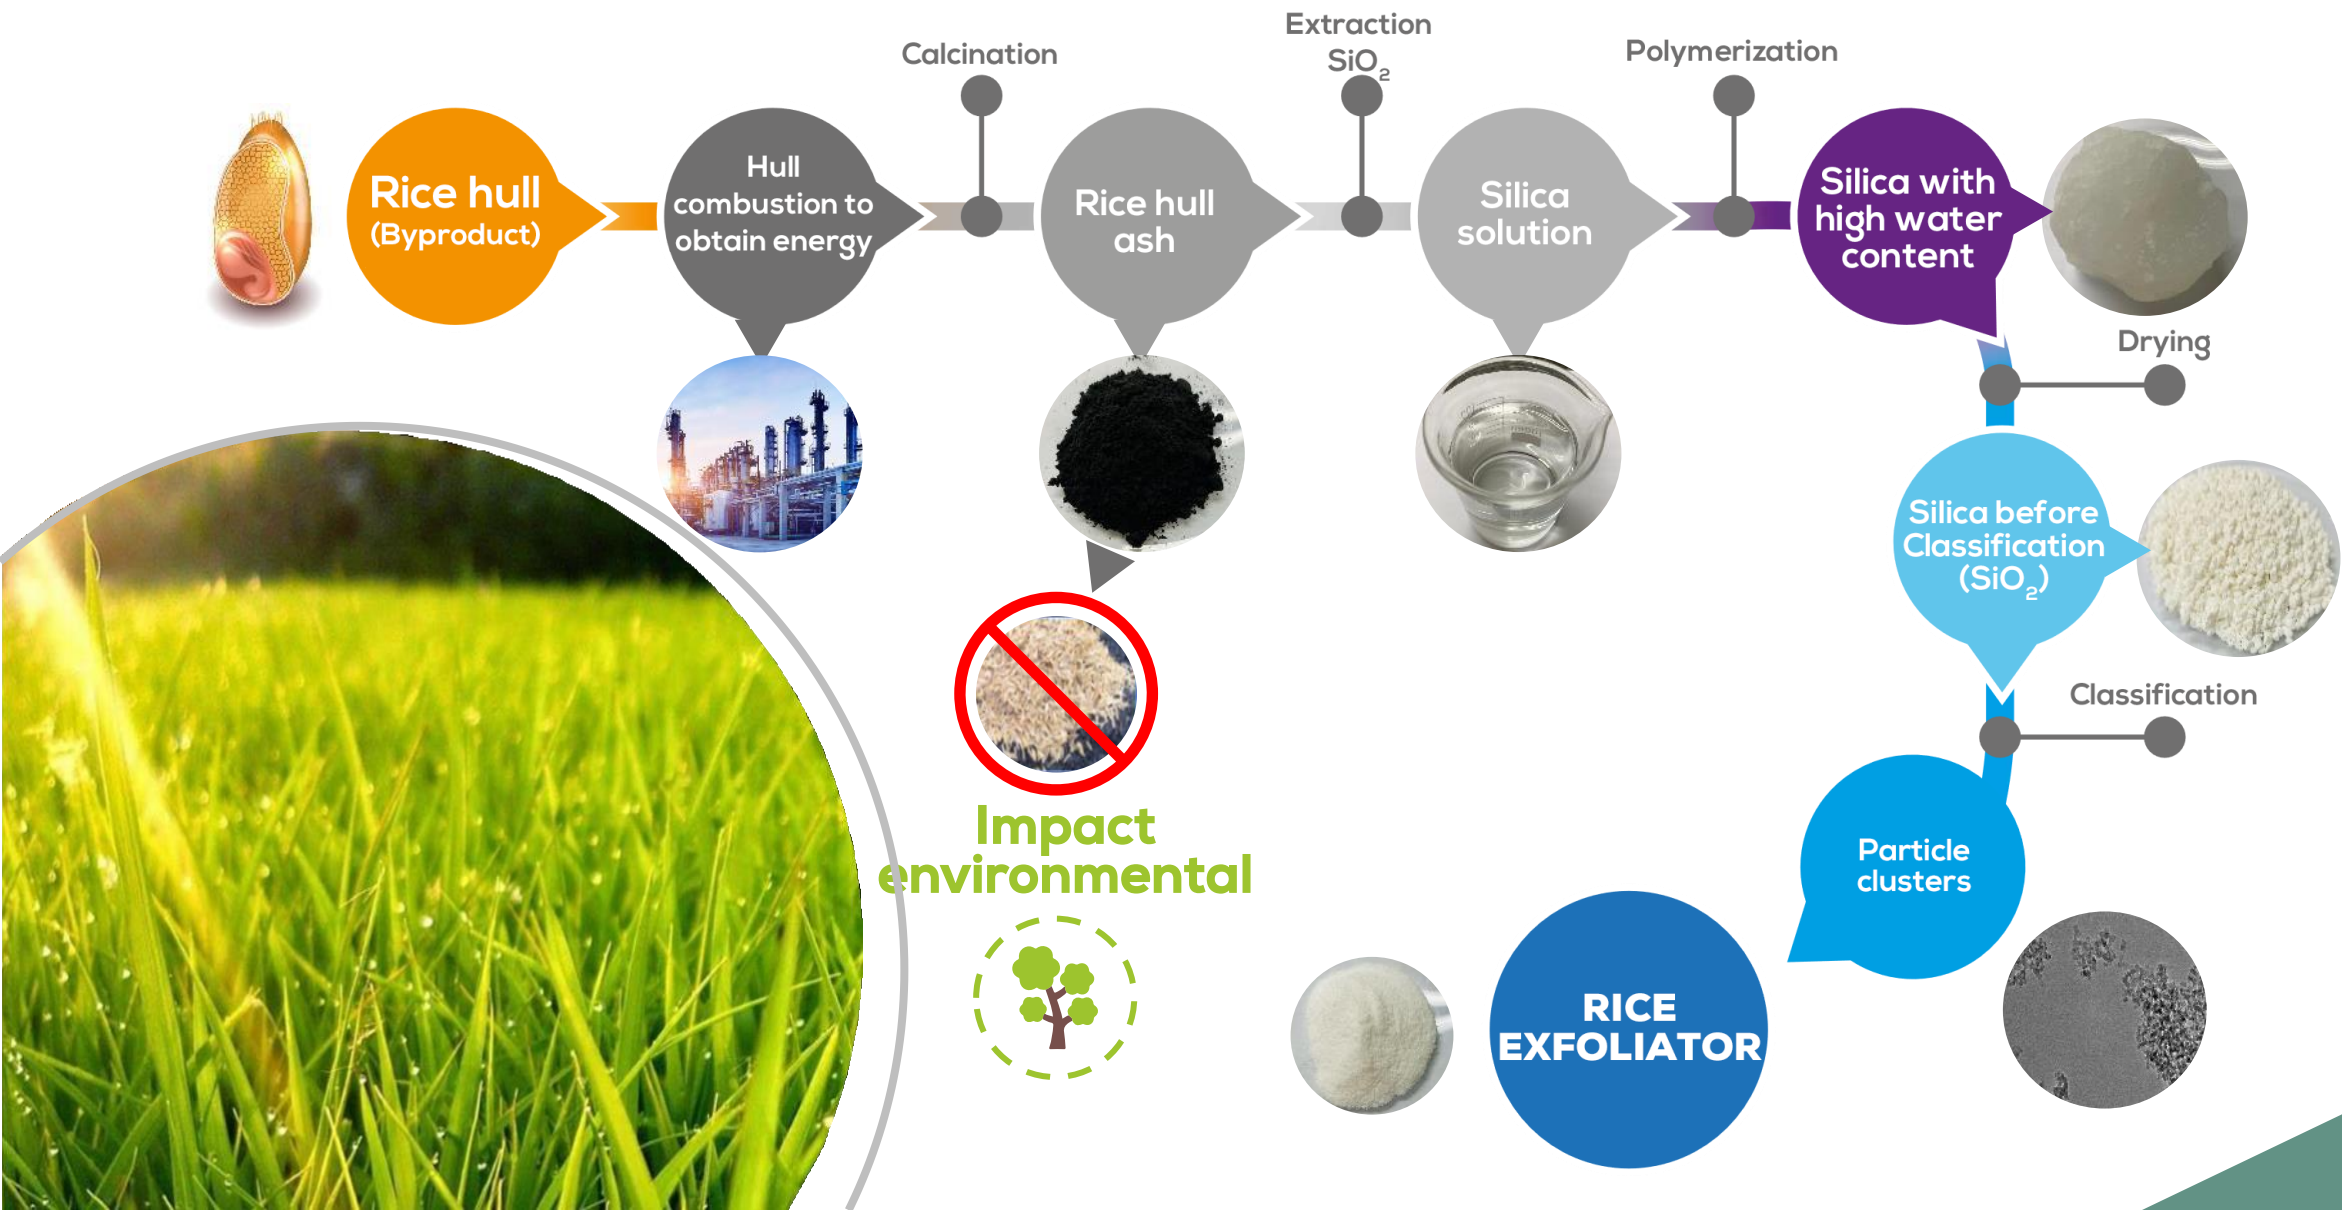 Calcination
Extraction
SiO₂
Polymerization
Rice hull
(Byproduct)
Hull
combustion to
obtain energy
Rice hull
ash
Silica
solution
Silica with
high water
content
Drying
Silica before
Classification
(SiO₂)
Classification
Particle
clusters
Impact
environmental
RICE
EXFOLIATOR